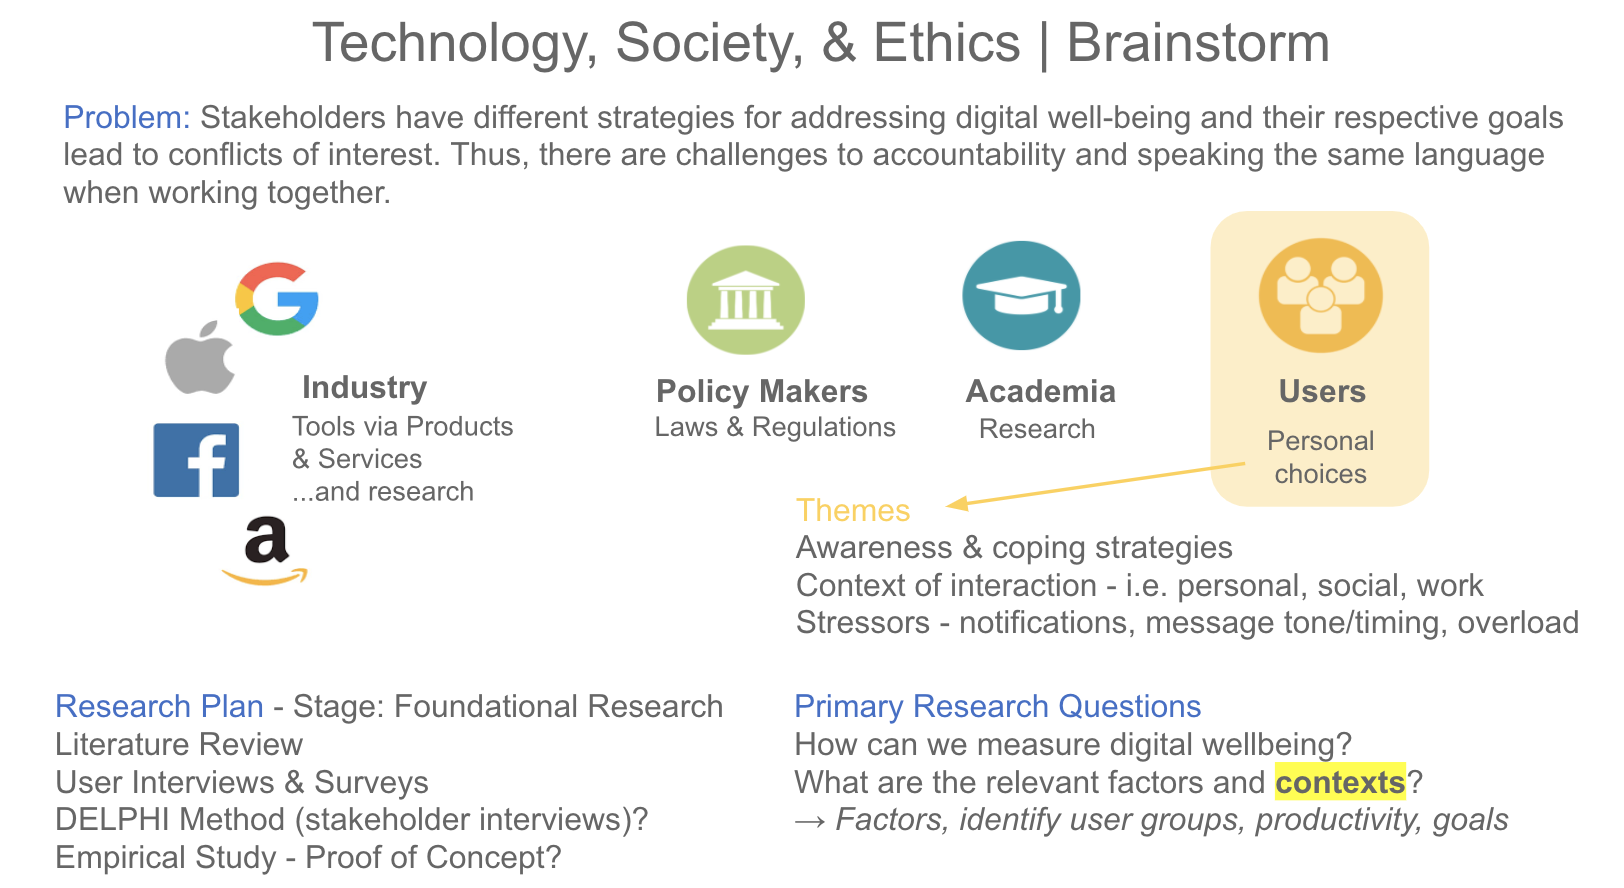 Technology, Society, & Ethics | Brainstorm
Problem: Stakeholders have different strategies for addressing digital well-being and their respective goals
lead to conflicts of interest. Thus, there are challenges to accountability and speaking the same language
when working together.
Industry
Tools via Products
& Services
...and research
a
Policy Makers
Laws & Regulations
Academia
Research
Users
Personal
choices
Themes
Awareness & coping strategies
Context of interaction - i.e. personal, social, work
Stressors - notifications, message tone/timing, overload
Research Plan - Stage: Foundational Research
Literature Review
User Interviews & Surveys
DELPHI Method (stakeholder interviews)?
Empirical Study - Proof of Concept?
Primary Research Questions
How can we measure digital wellbeing?
What are the relevant factors and contexts?
→ Factors, identify user groups, productivity, goals